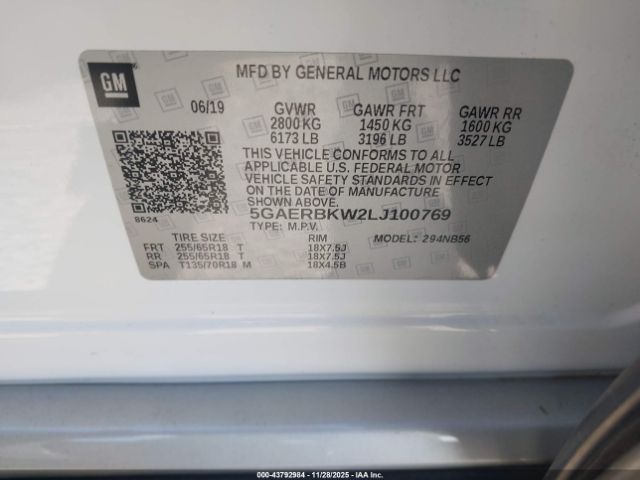 GM
MFD BY GENERAL MOTORS LLC
06/19 GVWR GAWR FRT GAWR RR
2800 KG 1450 KG 1600 KG
6173 LB 3196 LB 3527 LB
THIS VEHICLE CONFORMS TO ALL
APPLICABLE U.S. FEDERAL MOTOR
VEHICLE SAFETY STANDARDS IN EFFECT
ON THE DATE OF MANUFACTURE
SHOWN ABOVE.
8624
5GAERBKW2LJ100769
TYPE: M.P.V. MODEL: 294NB56
TIRE SIZE RIM
FRT 255/65R18 T 18X7.5J
RR 255/65R18 T 18X7.5J
SPA T135/70R18 M 18X4.5B
000-43792984 | 11/28/2025 - IAA Inc.